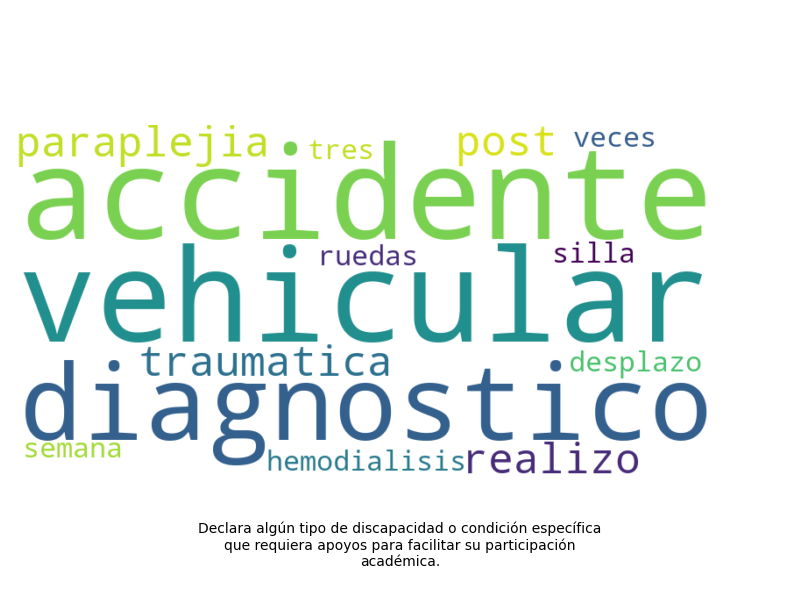 paraplejia tres post veces
accidente
ruedas silla
vehicular
traumatica desplazo
diagnostico
semana hemodialisis realizo
Declara algún tipo de discapacidad o condición específica
que requiera apoyos para facilitar su participación
académica.